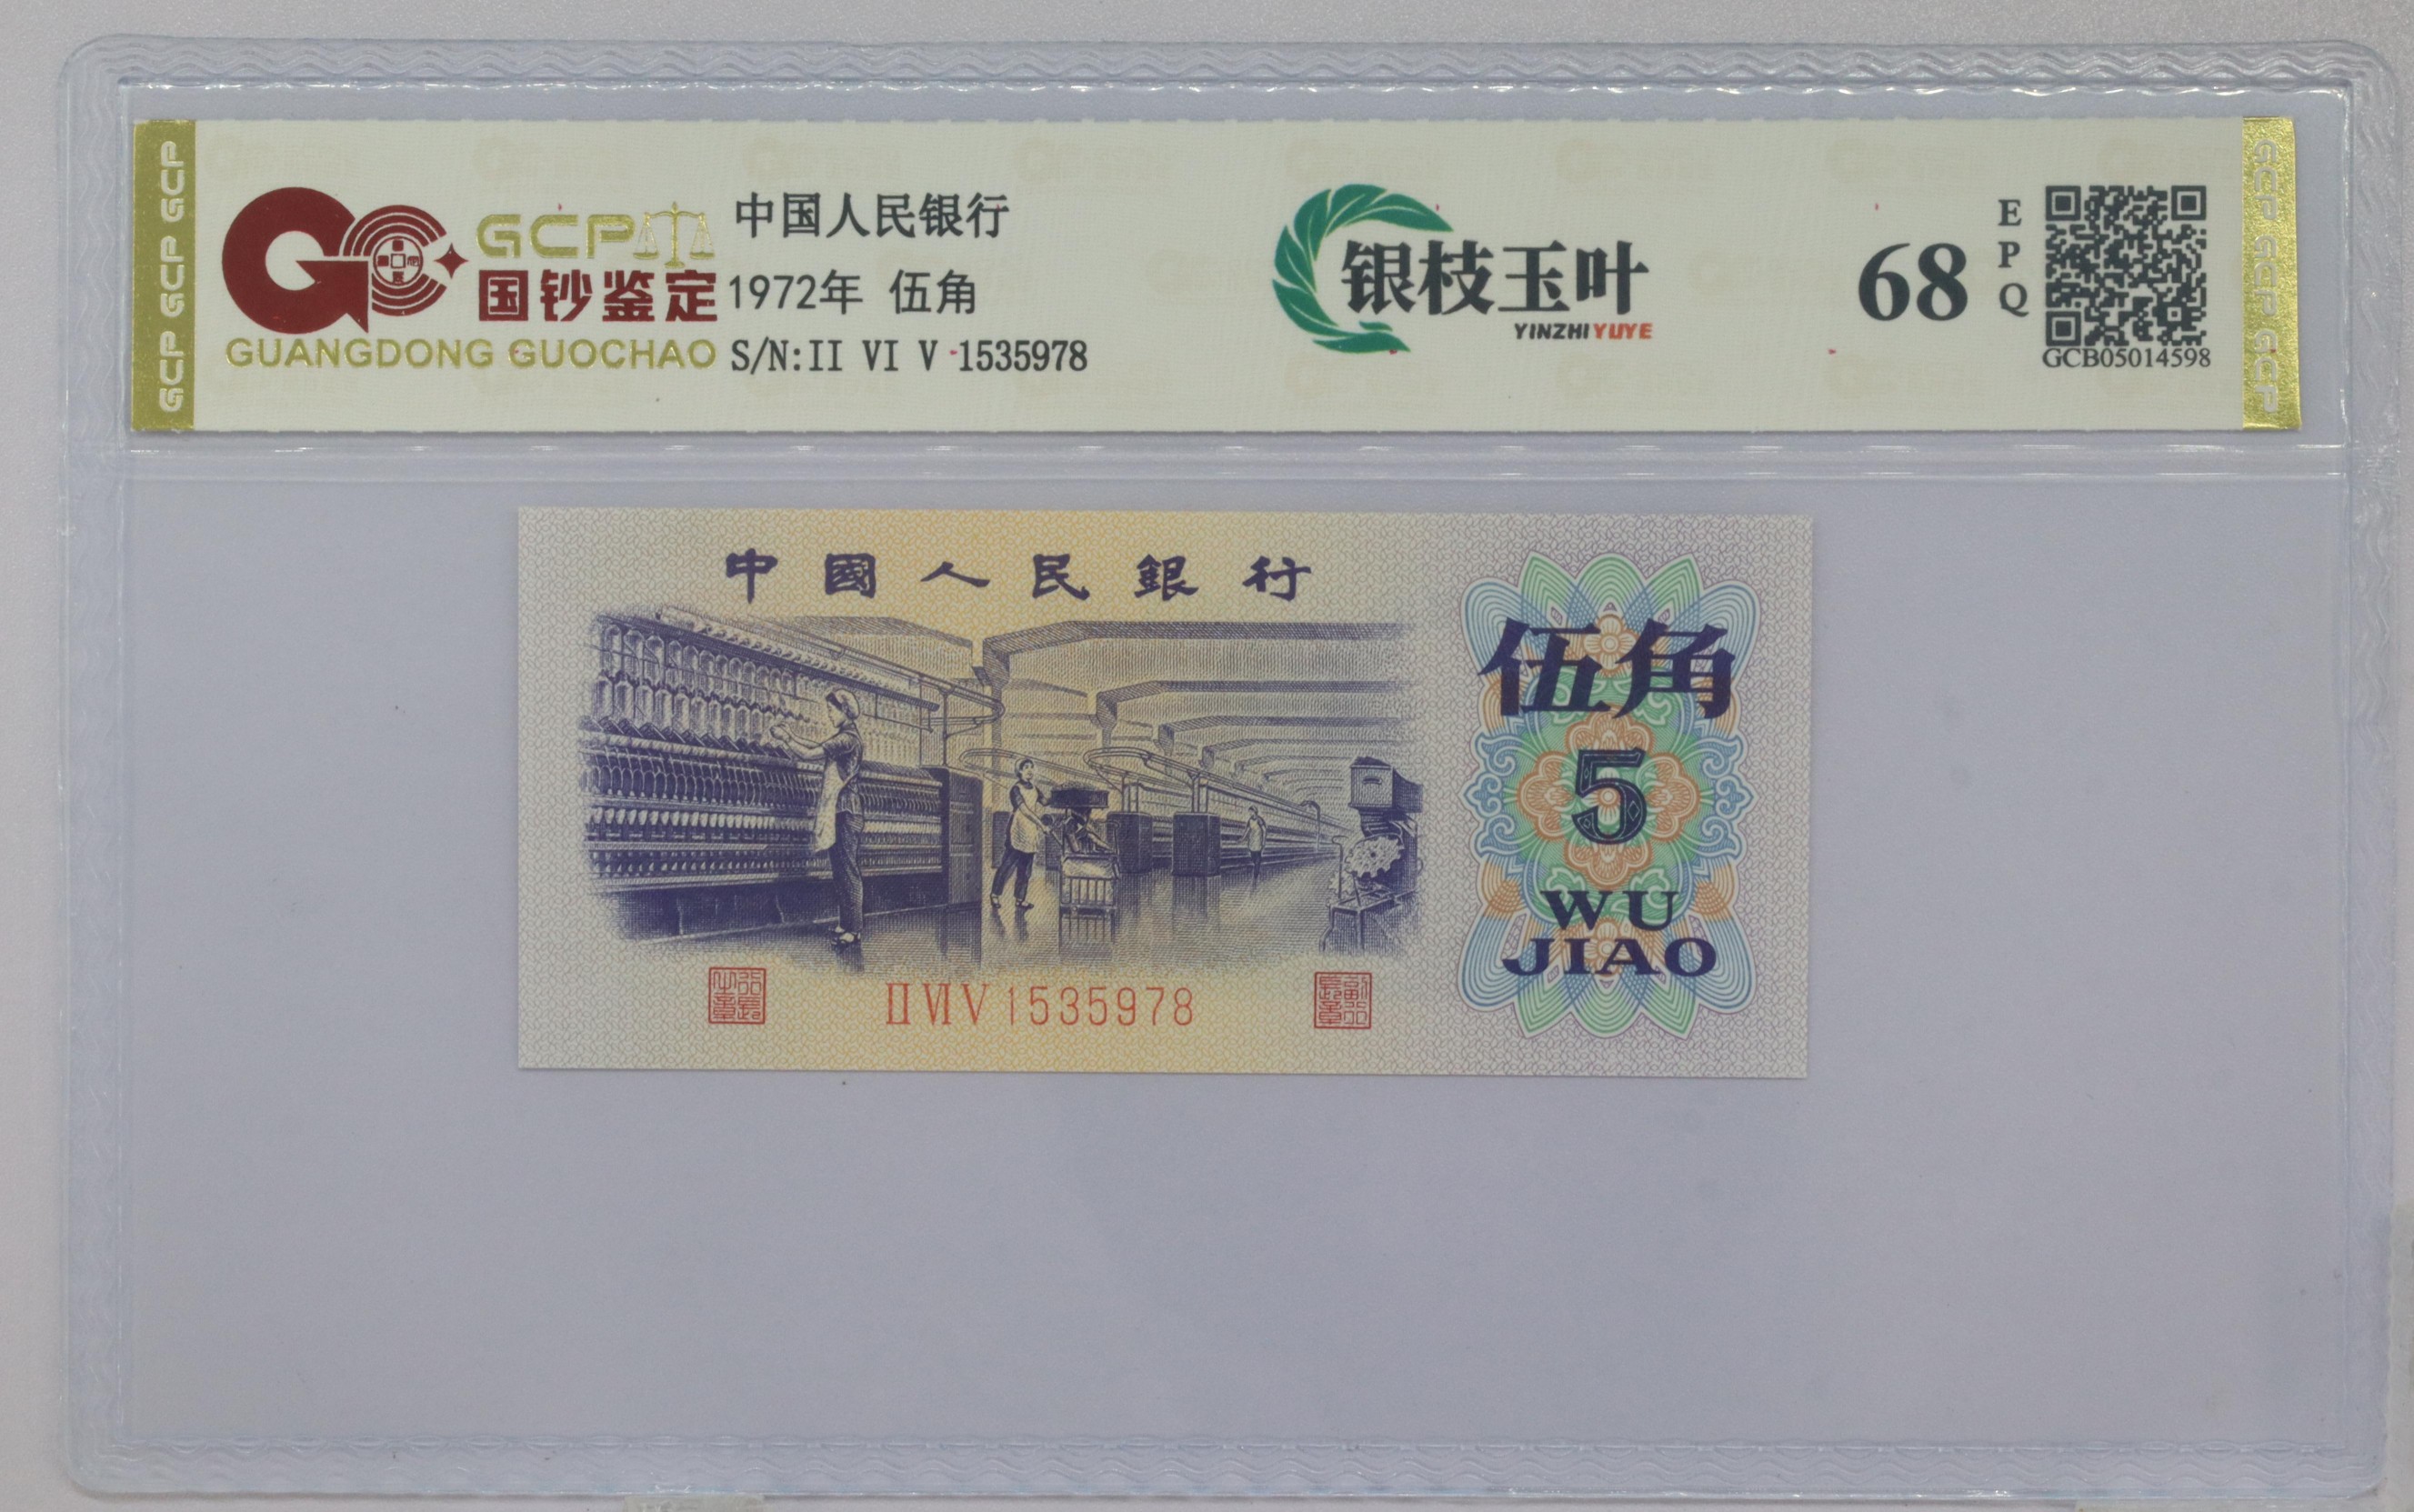 GCP GCP GCP
GCP
国钞鉴定
GUANGDONG GUOCHAO
中国人民银行
1972年 伍角
S/N:II VI V 1535978
银枝玉叶
YINZHIYUYE
68
EPQ
GCB05014598
GCP GCP GCP
中國人民銀行
伍角
5
WU
JIAO
II VI V 1535978